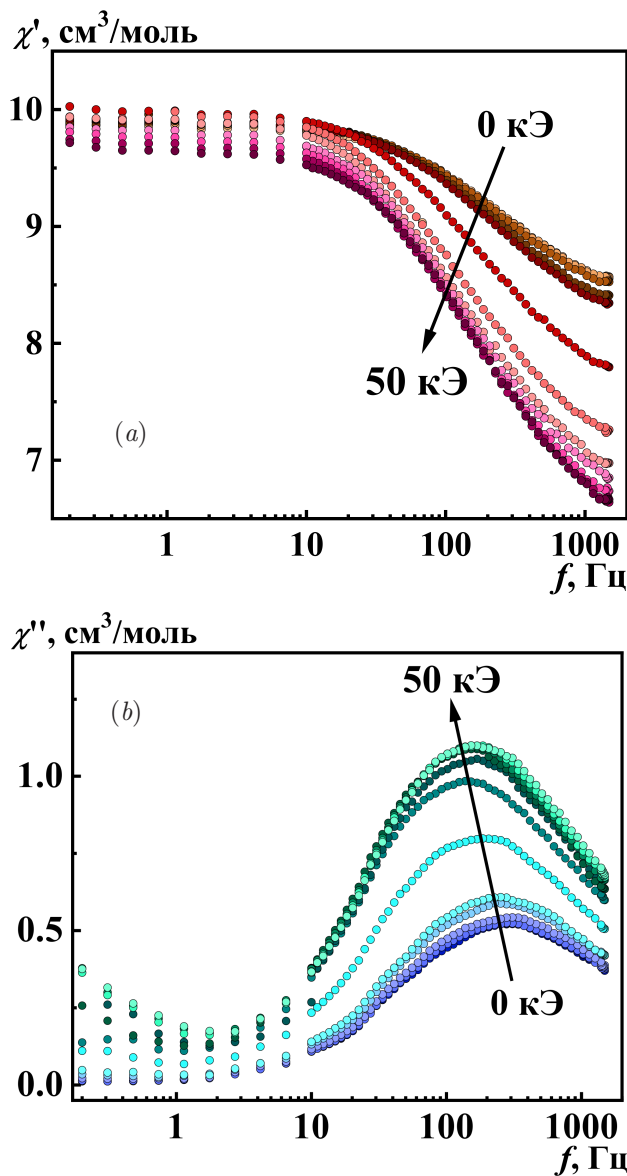 χ', см³/моль
10
9
8
7
0 кЭ
50 кЭ
(a)
1 10 100 1000
f, Гц
χ'', см³/моль
50 кЭ
(b)
1.0
0.5
0.0
0 кЭ
1 10 100 1000
f, Гц